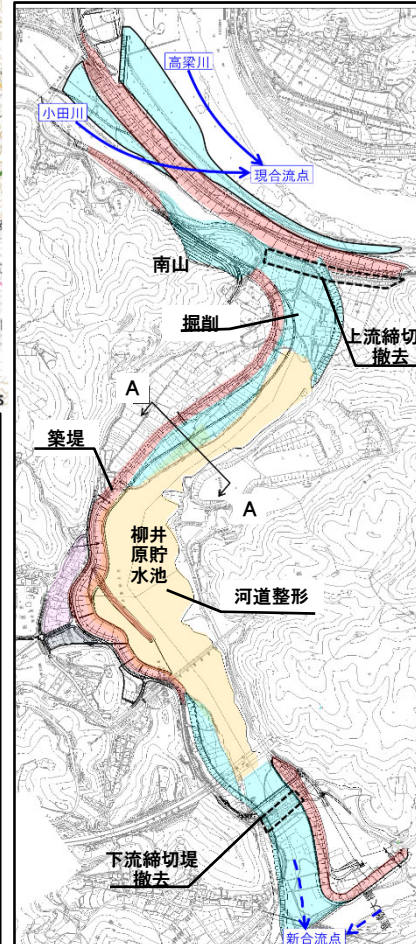 高梁川
小田川
現合流点
南山
掘削
上流締切
撤去
A
築堤
A
柳井
原貯
水池
河道整形
下流締切堤
撤去
新合流点